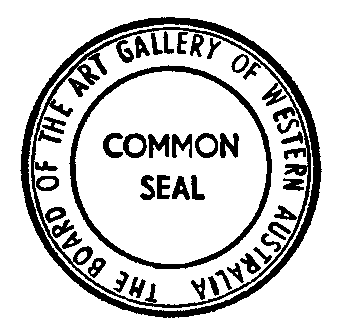 THE BOARD OF THE ART GALLERY OF WESTERN AUSTRALIA
COMMON
SEAL